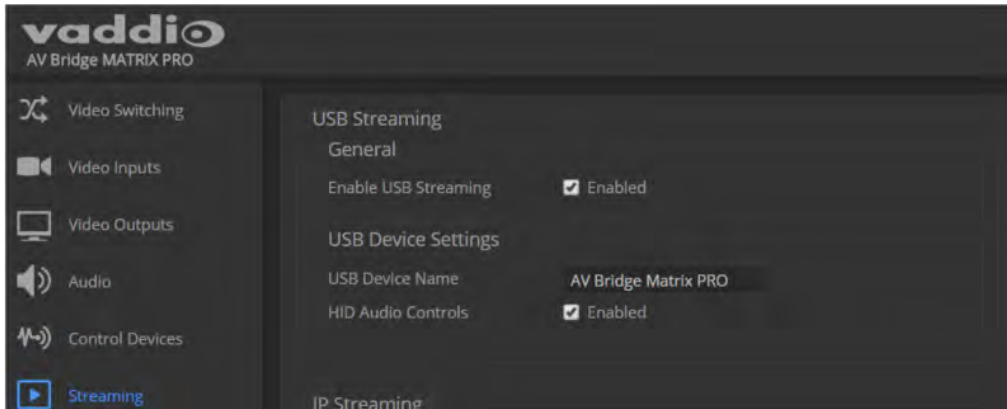 vaddio
AV Bridge MATRIX PRO
Video Switching
Video Inputs
Video Outputs
Audio
Control Devices
Streaming
USB Streaming
General
Enable USB Streaming Enabled
USB Device Settings
USB Device Name AV Bridge Matrix PRO
HID Audio Controls Enabled
IP Streaming